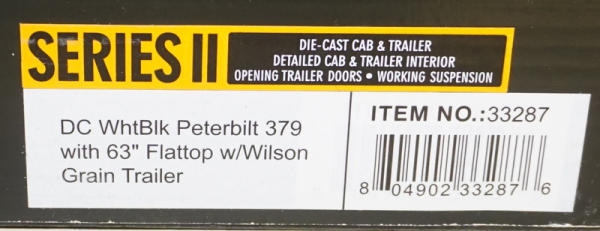 SERIES II
DIE-CAST CAB & TRAILER
DETAILED CAB & TRAILER INTERIOR
OPENING TRAILER DOORS • WORKING SUSPENSION
DC WhtBlk Peterbilt 379
with 63" Flattop w/Wilson
Grain Trailer
ITEM NO.:33287
8 04902 33287 6